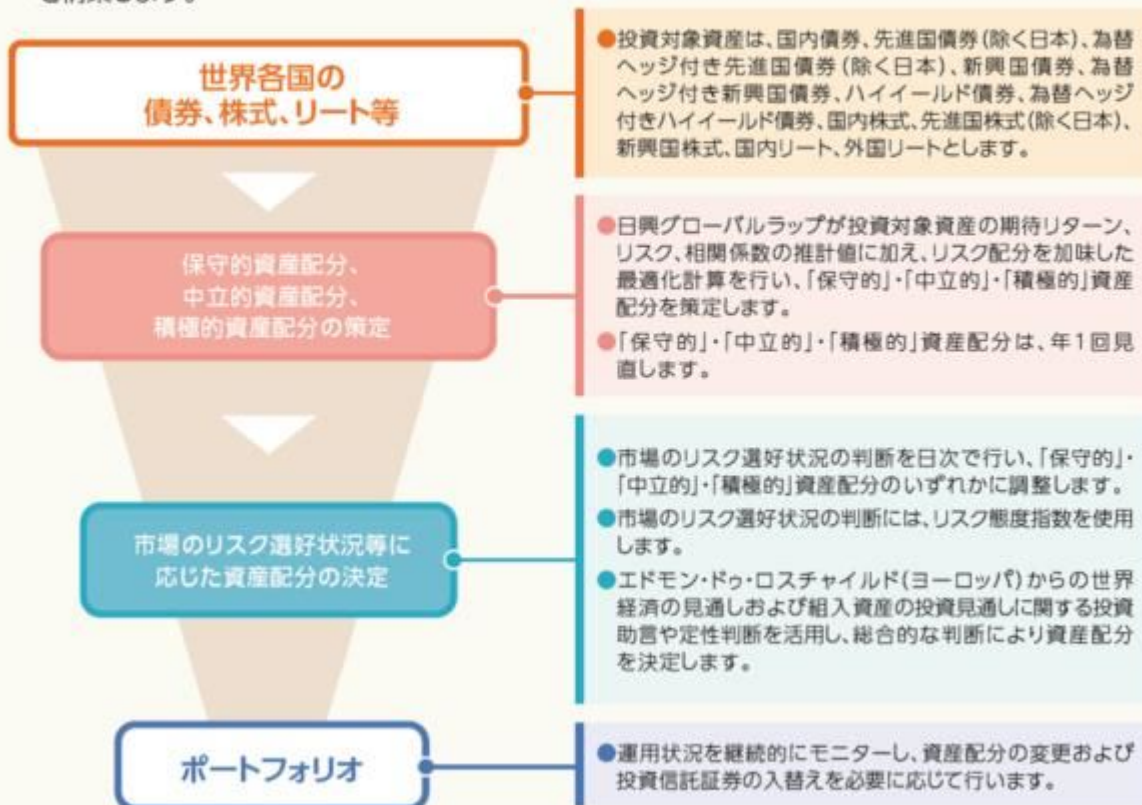 を構築します。
世界各国の
債券、株式、リート等
●投資対象資産は、国内債券、先進国債券(除く日本)、為替
ヘッジ付き先進国債券(除く日本)、新興国債券、為替
ヘッジ付き新興国債券、ハイイールド債券、為替ヘッジ
付きハイイールド債券、国内株式、先進国株式(除く日本)、
新興国株式、国内リート、外国リートとします。
保守的資産配分、
中立的資産配分、
積極的資産配分の策定
●日興グローバルラップが投資対象資産の期待リターン、
リスク、相関係数の推計値に加え、リスク配分を加味した
最適化計算を行い、「保守的」・「中立的」・「積極的」資産
配分を策定します。
●「保守的」・「中立的」・「積極的」資産配分は、年1回見
直します。
市場のリスク選好状況等に
応じた資産配分の決定
●市場のリスク選好状況の判断を日次で行い、「保守的」・
「中立的」・「積極的」資産配分のいずれかに調整します。
●市場のリスク選好状況の判断には、リスク態度指数を使用
します。
●エドモン・ドゥ・ロスチャイルド(ヨーロッパ)からの世界
経済の見通しおよび組入資産の投資見通しに関する投資
助言や定性判断を活用し、総合的な判断により資産配分
を決定します。
ポートフォリオ
●運用状況を継続的にモニターし、資産配分の変更および
投資信託証券の入替えを必要に応じて行います。